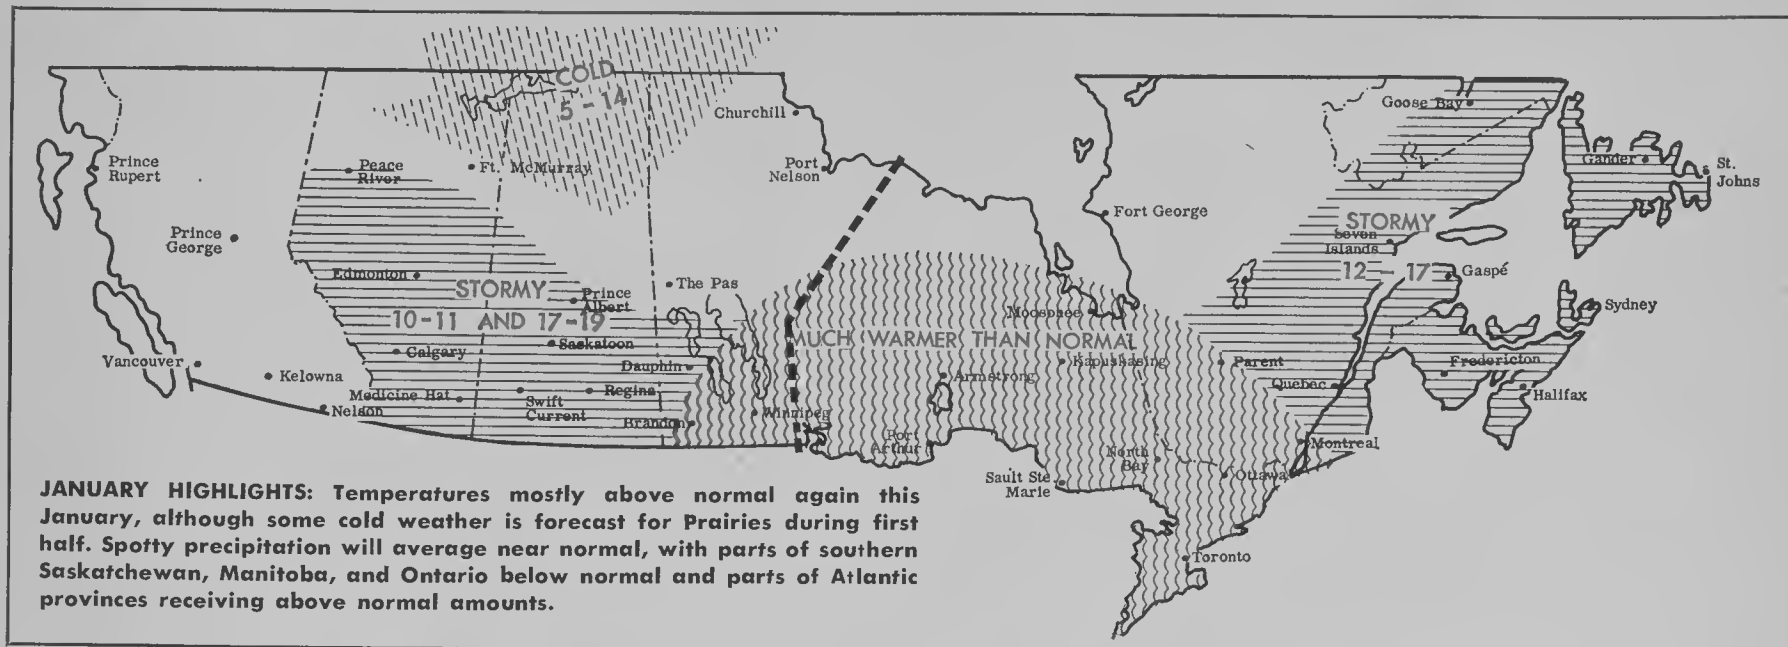 COLD
5 - 14
Churchill
Goose Bay
Prince
Rupert
Peace
River
Ft. McMurray
Port
Nelson
Gander
St.
Johns
Prince
George
Fort George
STORMY
Seven
Islands
12 - 17
Gaspé
Edmonton
The Pas
STORMY
Prince
Albert
10-11 AND 17-19
Moosonee
Sydney
MUCH WARMER THAN NORMAL
Saskatoon
Calgary
Vancouver
Kelowna
Dauphin
Kapuskasing
Parent
Fredericton
Armstrong
Quebec
Medicine Hat
Regina
Swift
Current
Halifax
Nelson
Brandon
Winnipeg
Port
Arthur
Montreal
North
Bay
Ottawa
Sault Ste.
Marie
Toronto
JANUARY HIGHLIGHTS: Temperatures mostly above normal again this
January, although some cold weather is forecast for Prairies during first
half. Spotty precipitation will average near normal, with parts of southern
Saskatchewan, Manitoba, and Ontario below normal and parts of Atlantic
provinces receiving above normal amounts.